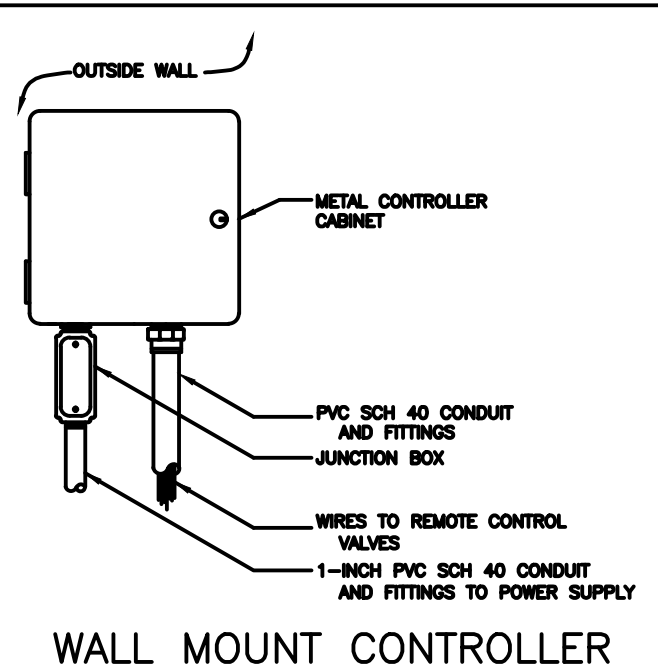 OUTSIDE WALL
METAL CONTROLLER
CABINET
PVC SCH 40 CONDUIT
AND FITTINGS
JUNCTION BOX
WIRES TO REMOTE CONTROL
VALVES
1-INCH PVC SCH 40 CONDUIT
AND FITTINGS TO POWER SUPPLY
WALL MOUNT CONTROLLER